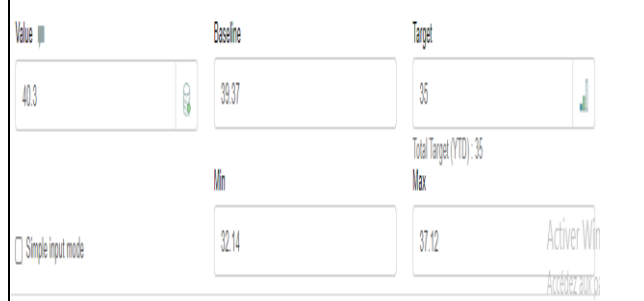 Value
Baseline
Target
40.3
39.37
35
Total Target (YTD) : 35
Min
Max
Simple input mode
32.14
37.12
Activer Win
Accédez aux pa